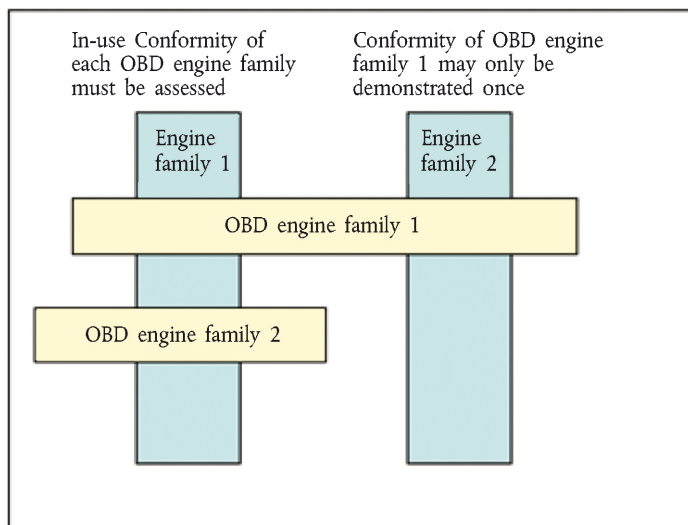 In-use Conformity of
each OBD engine family
must be assessed
Conformity of OBD engine
family 1 may only be
demonstrated once
Engine
family 1
Engine
family 2
OBD engine family 1
OBD engine family 2